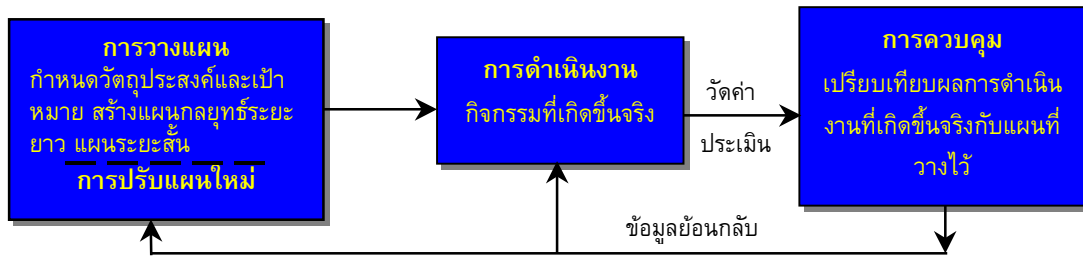 การวางแผน
กำหนดวัตถุประสงค์และเป้า
หมาย สร้างแผนกลยุทธ์ระยะ
ยาว แผนระยะสั้น
การปรับแผนใหม่
การดำเนินงาน
กิจกรรมที่เกิดขึ้นจริง
วัดค่า
ประเมิน
การควบคุม
เปรียบเทียบผลการดำเนิน
งานที่เกิดขึ้นจริงกับแผนที่
วางไว้
ข้อมูลย้อนกลับ